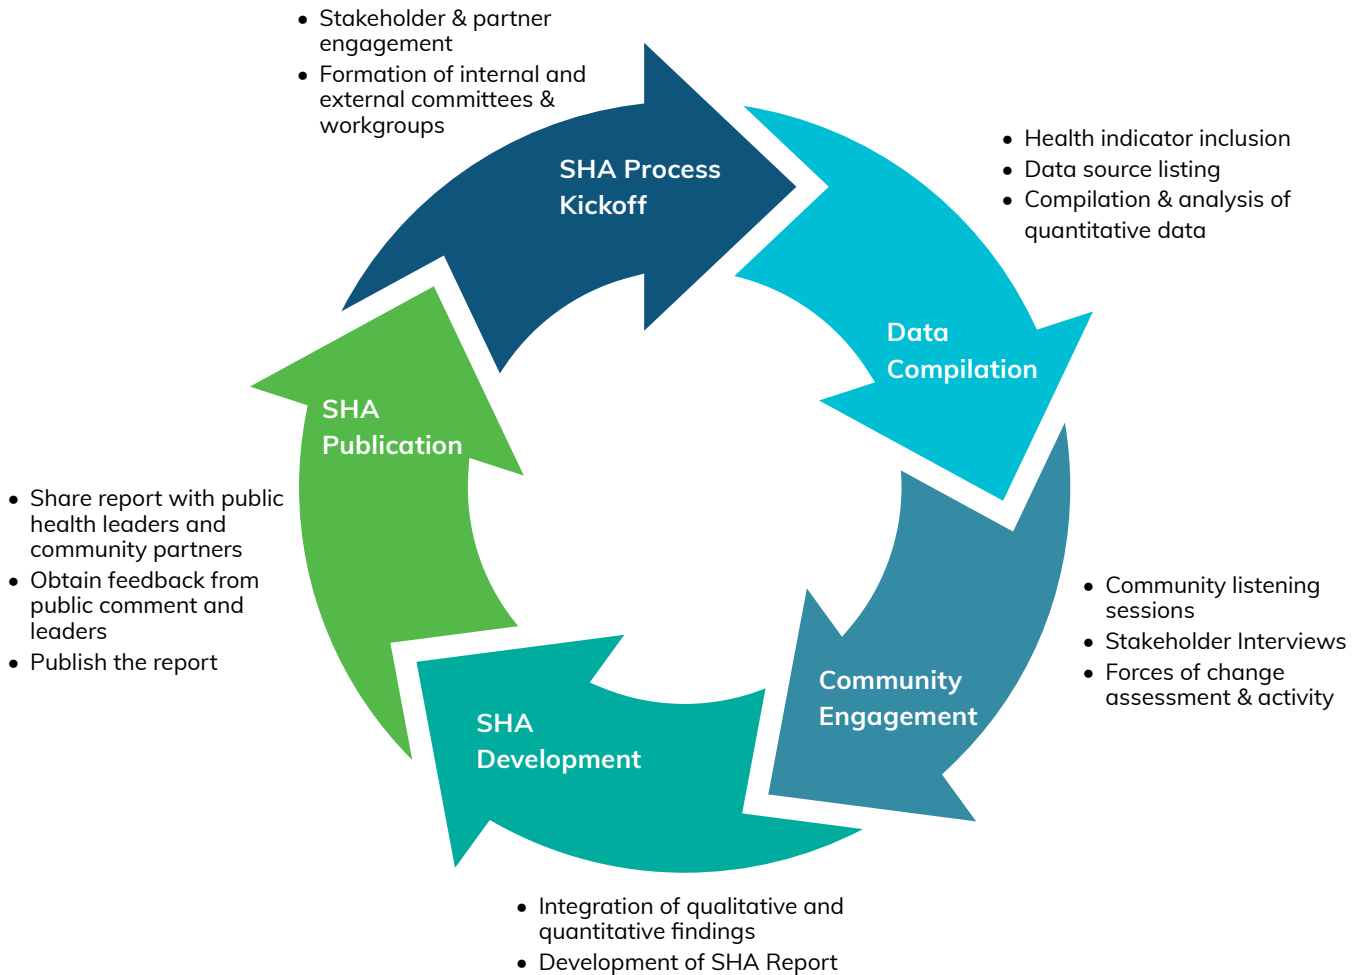 • Stakeholder & partner
engagement
• Formation of internal and
external committees &
workgroups
SHA Process
Kickoff
• Health indicator inclusion
• Data source listing
• Compilation & analysis of
quantitative data
Data
Compilation
• Community listening
sessions
• Stakeholder Interviews
• Forces of change
assessment & activity
Community
Engagement
SHA
Development
• Integration of qualitative and
quantitative findings
• Development of SHA Report
SHA
Publication
• Share report with public
health leaders and
community partners
• Obtain feedback from
public comment and
leaders
• Publish the report